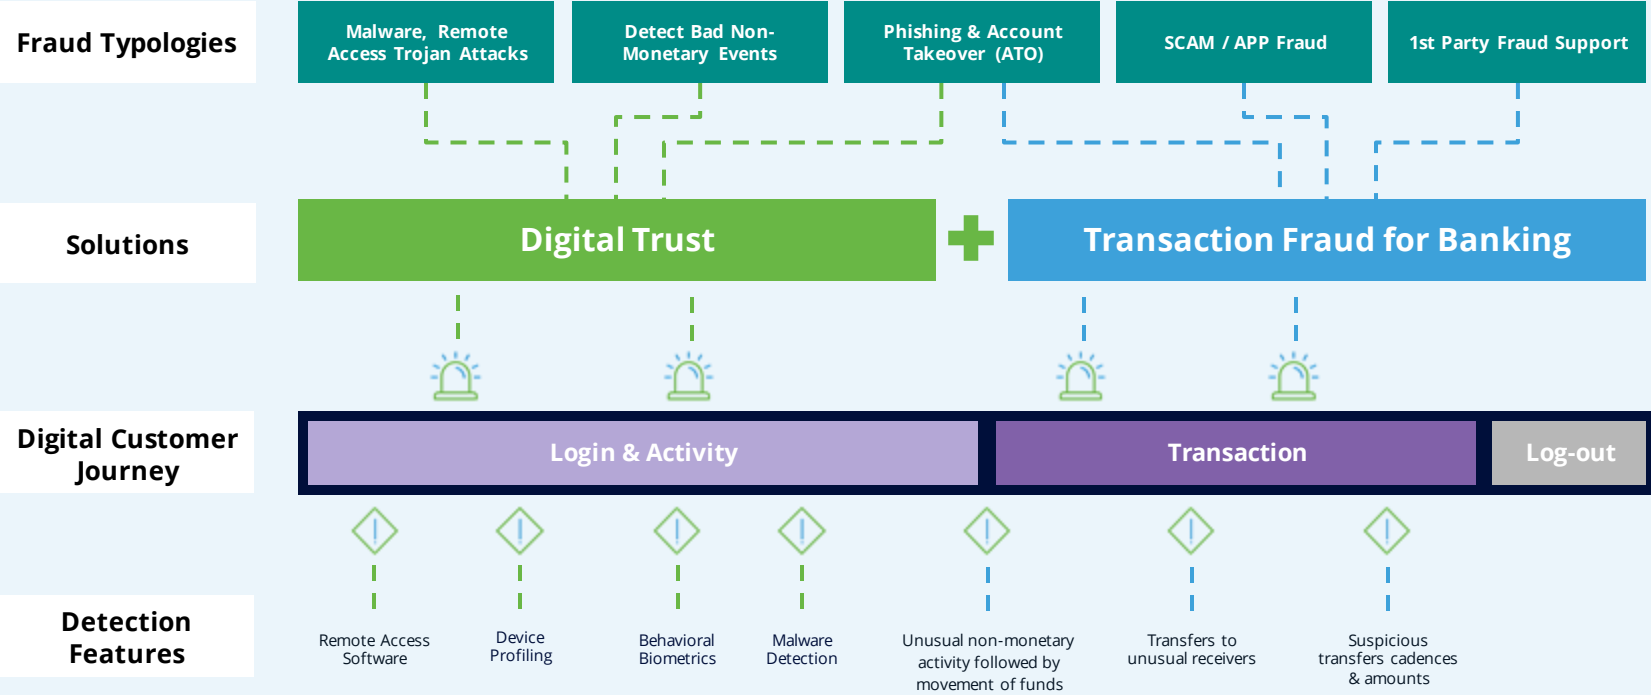 Fraud Typologies
Malware, Remote
Access Trojan Attacks
Detect Bad Non-
Monetary Events
Phishing & Account
Takeover (ATO)
SCAM / APP Fraud
1st Party Fraud Support
Solutions
Digital Trust
Transaction Fraud for Banking
Digital Customer
Journey
Login & Activity
Transaction
Log-out
Detection
Features
Remote Access
Software
Device
Profiling
Behavioral
Biometrics
Malware
Detection
Unusual non-monetary
activity followed by
movement of funds
Transfers to
unusual receivers
Suspicious
transfers cadences
& amounts